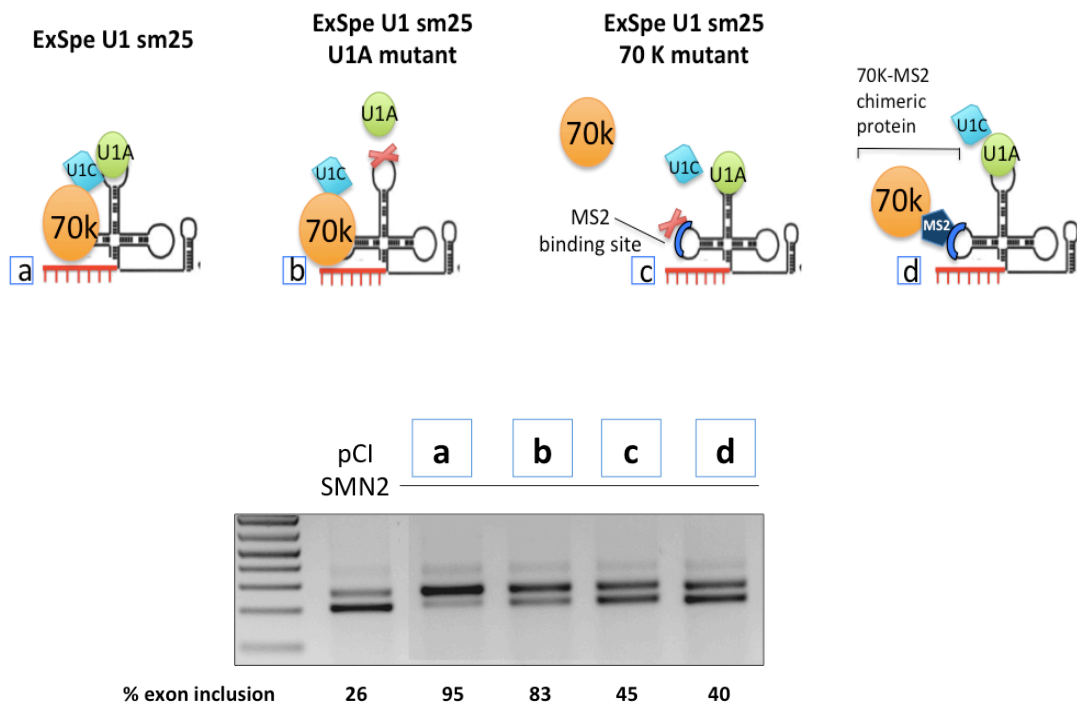 ExSpe U1 sm25
ExSpe U1 sm25
U1A mutant
ExSpe U1 sm25
70 K mutant
70K-MS2
chimeric
protein
U1A
U1C
70k
a
U1A
U1C
70k
b
70k
U1C
U1A
MS2
binding site
c
U1C
U1A
70k
MS2
d
pCI
SMN2
a
b
c
d
% exon inclusion 26 95 83 45 40